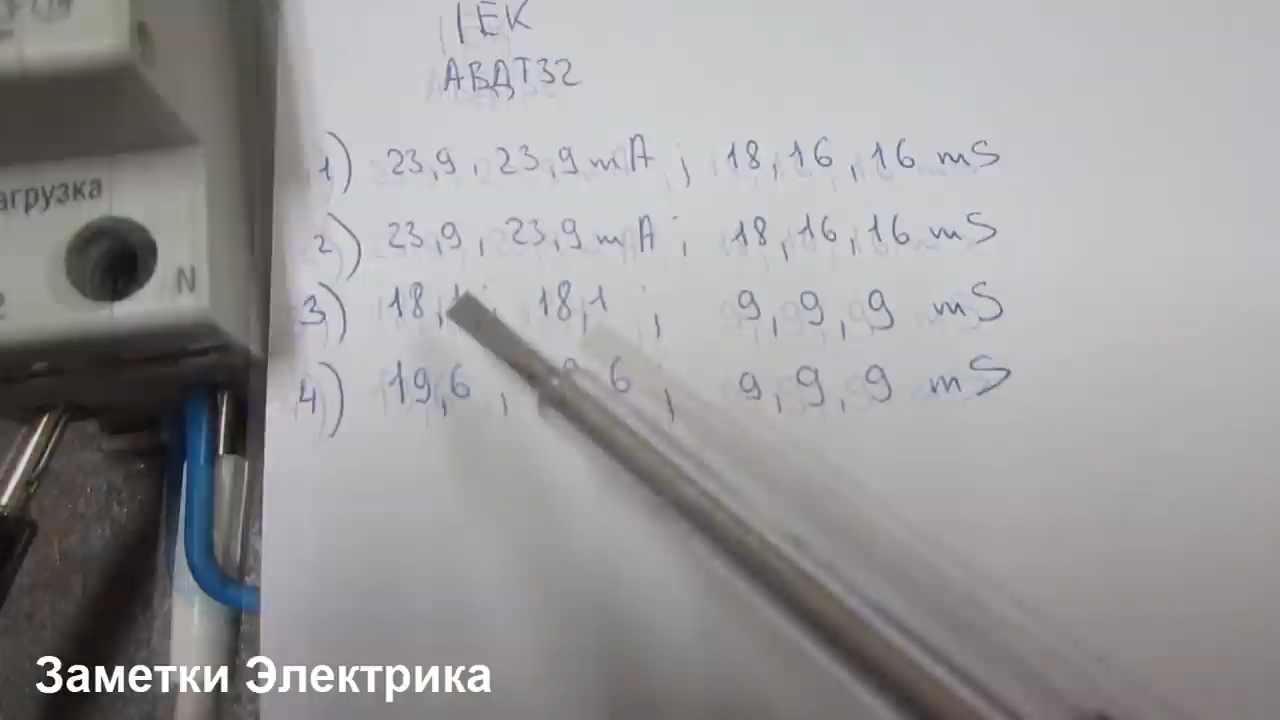 IEK
АВДТ32
1) 23,9, 23,9 mA; 18, 16, 16 mS
2) 23,9, 23,9 mA; 18, 16, 16 mS
3) 18, 18,1; 9, 9, 9 mS
4) 19,6, 6; 9, 9, 9 mS
агрузка
N
Заметки Электрика